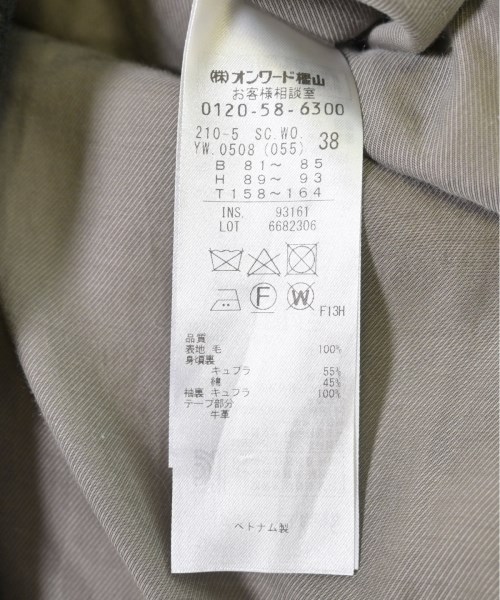 （株）オンワード樫山
お客様相談室
0120-58-6300
210-5 SC.WO. 38
YW.0508 (055)
B 81～ 85
H 89～ 93
T 158～164
INS. 93161
LOT 6682306
F W F13H
品質
表地 毛 100%
身頃裏
キュプラ 55%
綿 45%
袖裏 キュプラ 100%
テープ部分
牛革
ベトナム製